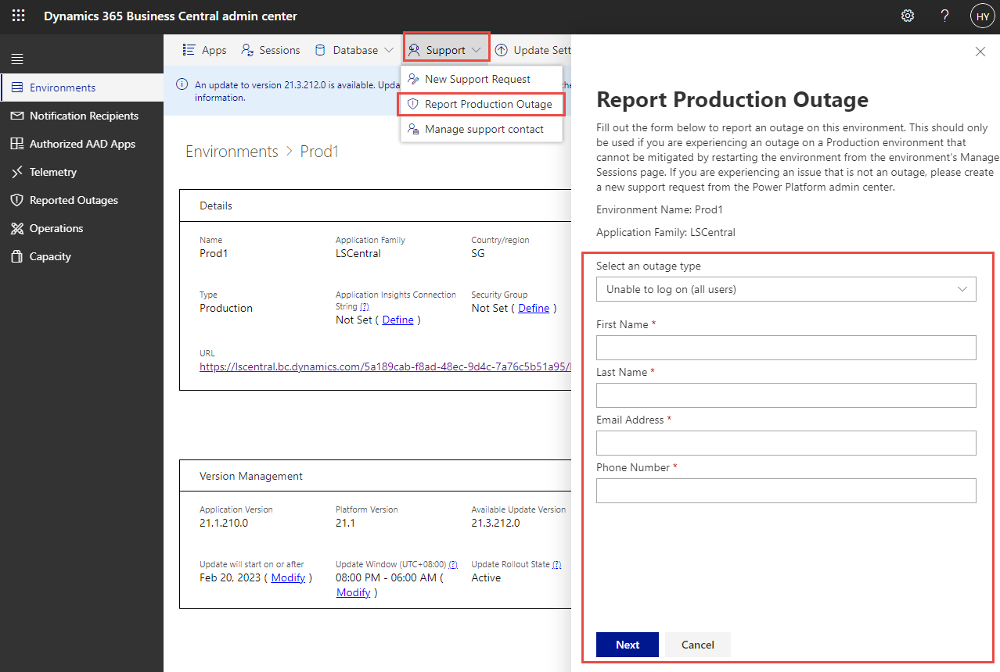 Dynamics 365 Business Central admin center
?
HY
Apps
Sessions
Database
Support
Update Sett
Environments
Notification Recipients
Authorized AAD Apps
Telemetry
Reported Outages
Operations
Capacity
An update to version 21.3.212.0 is available. Upda
information.
New Support Request
Report Production Outage
Manage support contact
Environments > Prod1
Details
Name
Prod1
Application Family
LSCentral
Country/region
SG
Type
Production
Application Insights Connection
String (?)
Not Set ( Define )
Security Group
Not Set ( Define )
URL
https://lscentral.bc.dynamics.com/5a189cab-f8ad-48ec-9d4c-7a76c5b51a95/
Version Management
Application Version
21.1.210.0
Platform Version
21.1
Available Update Version
21.3.212.0
Update will start on or after
Feb 20, 2023 ( Modify )
Update Window (UTC+08:00) (?)
08:00 PM - 06:00 AM (
Modify )
Update Rollout State (?)
Active
Report Production Outage
Fill out the form below to report an outage on this environment. This should only
be used if you are experiencing an outage on a Production environment that
cannot be mitigated by restarting the environment from the environment's Manage
Sessions page. If you are experiencing an issue that is not an outage, please create
a new support request from the Power Platform admin center.
Environment Name: Prod1
Application Family: LSCentral
Select an outage type
Unable to log on (all users)
First Name *
Last Name *
Email Address *
Phone Number *
Next
Cancel